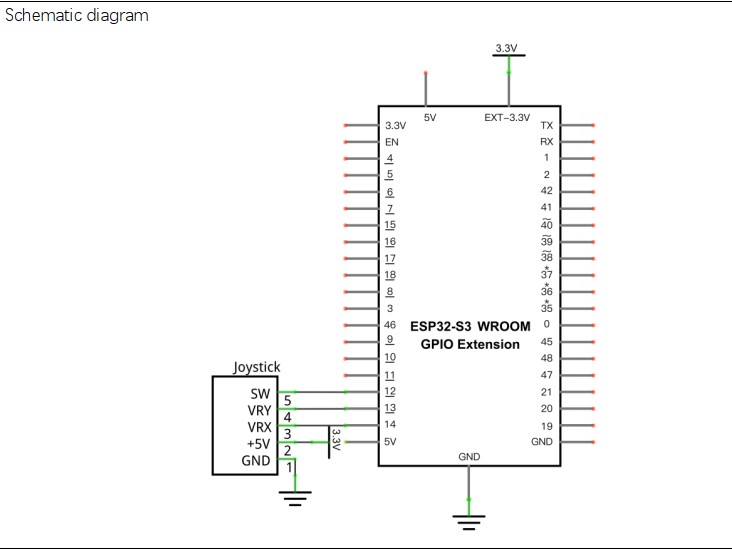 Schematic diagram
3.3V
5V
EXT-3.3V
3.3V
EN
4
5
6
7
15
16
17
18
8
3
46
9
10
11
12
13
14
5V
TX
RX
1
2
42
41
40
39
38
*
37
*
36
*
35
0
45
48
47
21
20
19
GND
ESP32-S3 WROOM
GPIO Extension
GND
Joystick
SW 5
VRY 4
VRX 3
+5V 2
GND 1
3.3V